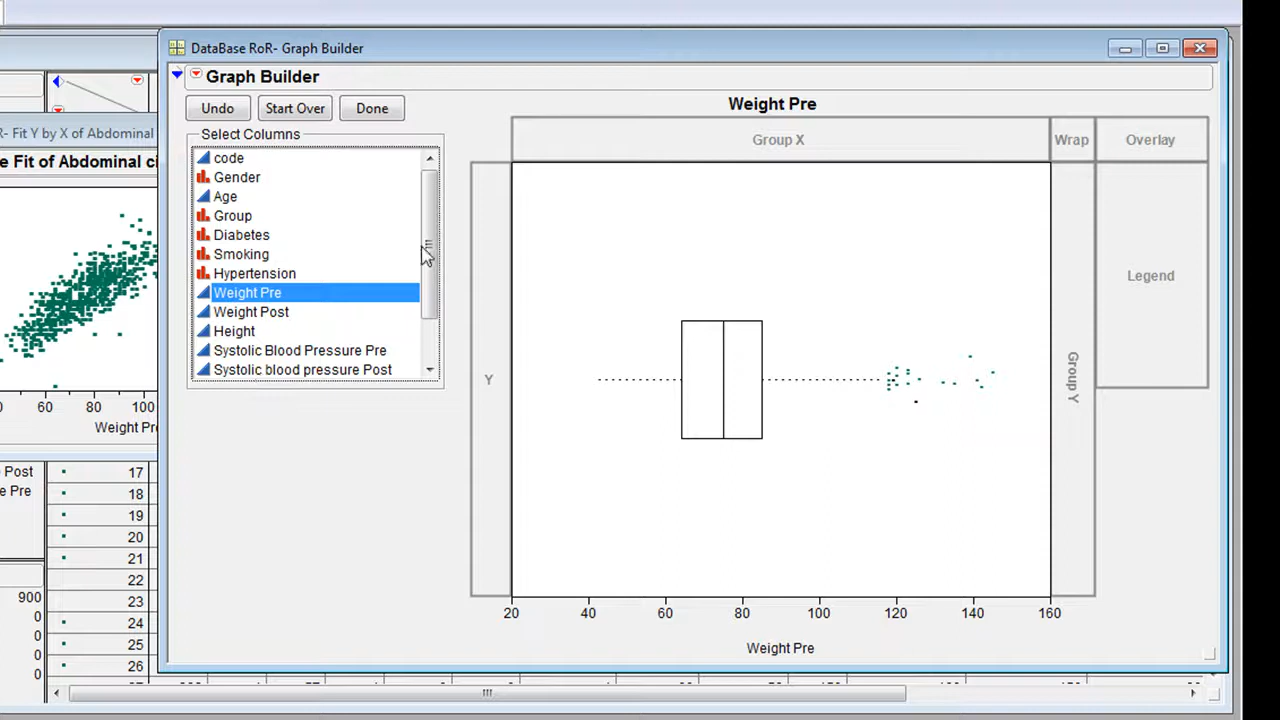 DataBase RoR- Graph Builder
Graph Builder
Undo
Start Over
Done
Select Columns
code
Gender
Age
Group
Diabetes
Smoking
Hypertension
Weight Pre
Weight Post
Height
Systolic Blood Pressure Pre
Systolic blood pressure Post
Weight Pre
Group X
Wrap
Overlay
Y
Group Y
Legend
20 40 60 80 100 120 140 160
Weight Pre
R- Fit Y by X of Abdominal
e Fit of Abdominal ci
0 60 80 100
Weight Pre
Post
e Pre
17
18
19
20
21
22
23
24
25
26
900
0
0
0
0